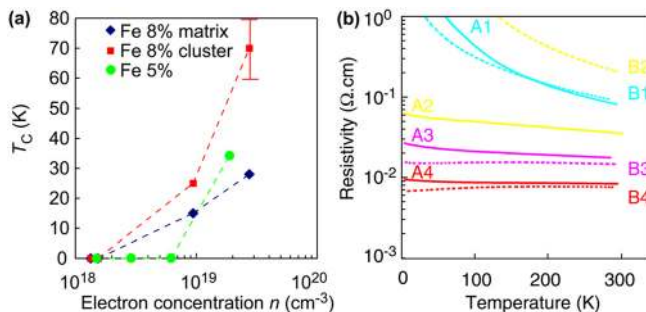 (a)
80
70
60
50
40
30
20
10
0
T_C (K)
Fe 8% matrix
Fe 8% cluster
Fe 5%
10^18
10^19
10^20
Electron concentration n (cm^-3)
(b)
10^0
10^-1
10^-2
10^-3
Resistivity (Ω.cm)
A1
B2
B1
A2
A3
B3
A4
B4
0
100
200
300
Temperature (K)